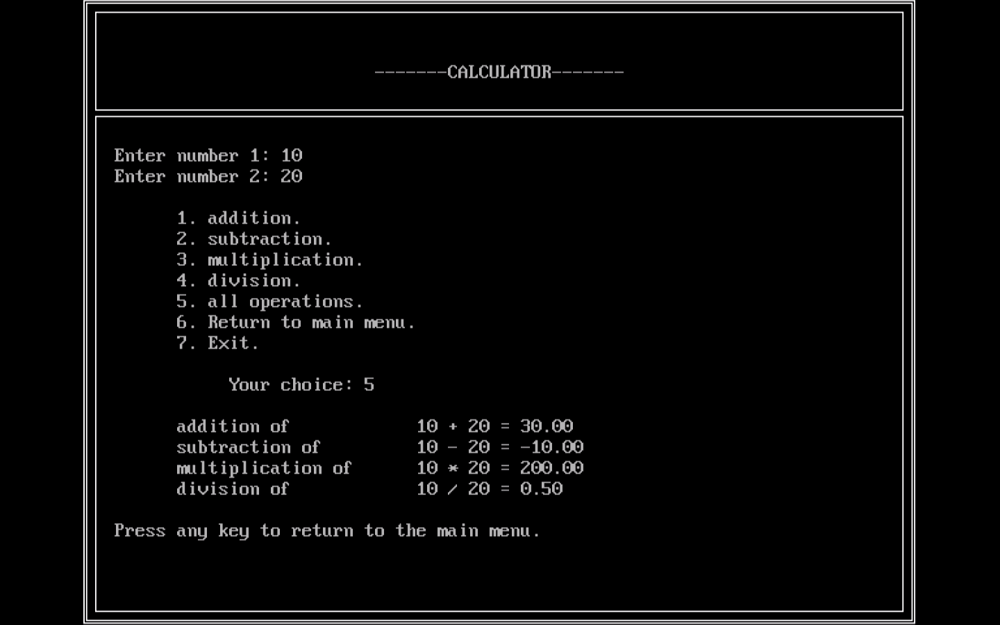 -------CALCULATOR-------
Enter number 1: 10
Enter number 2: 20
1. addition.
2. subtraction.
3. multiplication.
4. division.
5. all operations.
6. Return to main menu.
7. Exit.
Your choice: 5
addition of 10 + 20 = 30.00
subtraction of 10 - 20 = -10.00
multiplication of 10 * 20 = 200.00
division of 10 / 20 = 0.50
Press any key to return to the main menu.